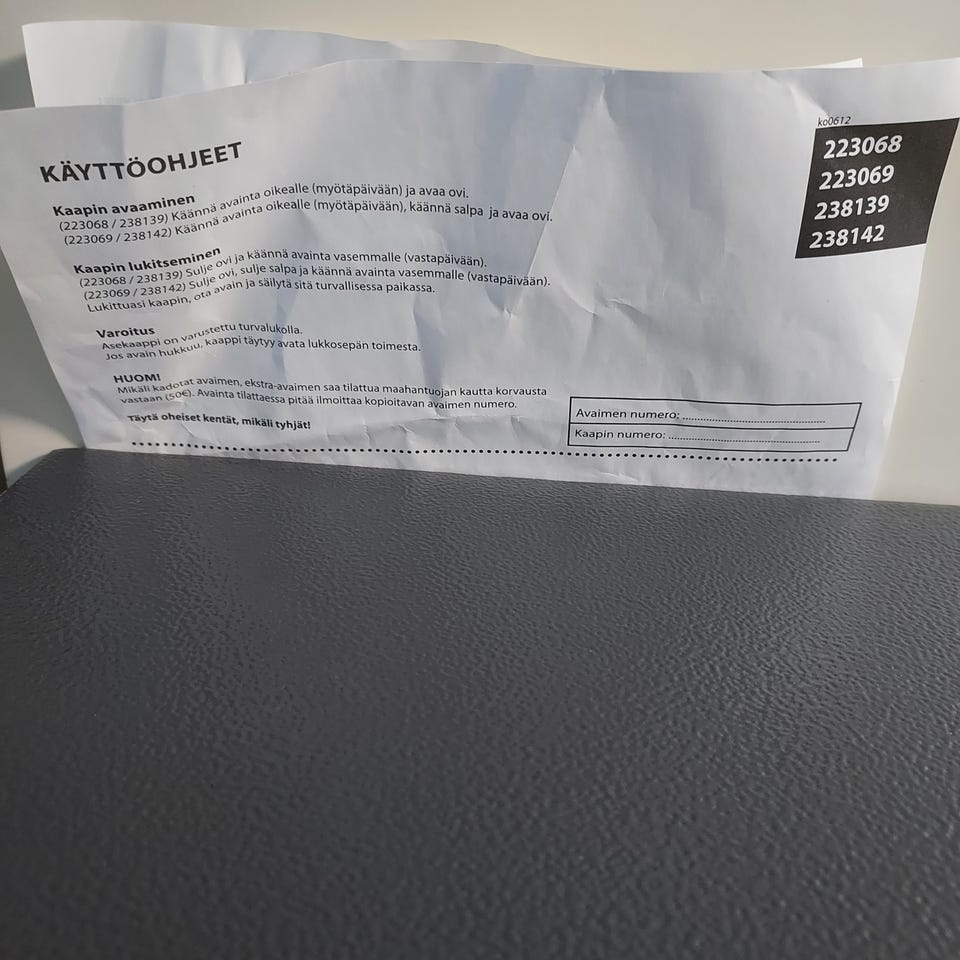 ko0612
223068
223069
238139
238142
KÄYTTÖOHJEET
Kaapin avaaminen
(223068 / 238139) Käännä avainta oikealle (myötäpäivään) ja avaa ovi.
(223069 / 238142) Käännä avainta oikealle (myötäpäivään), käännä salpa ja avaa ovi.
Kaapin lukitseminen
(223068 / 238139) Sulje ovi ja käännä avainta vasemmalle (vastapäivään).
(223069 / 238142) Sulje ovi, sulje salpa ja käännä avainta vasemmalle (vastapäivään).
Lukittuasi kaapin, ota avain ja säilytä sitä turvallisessa paikassa.
Varoitus
Asekaappi on varustettu turvalukolla.
Jos avain hukkuu, kaappi täytyy avata lukkosepän toimesta.
HUOM!
Mikäli kadotat avaimen, ekstra-avaimen saa tilattua maahantuojan kautta korvausta
vastaan (50€). Avainta tilattaessa pitää ilmoittaa kopioitavan avaimen numero.
Täytä oheiset kentät, mikäli tyhjät!
Avaimen numero: ........................................
Kaapin numero: ..........................................